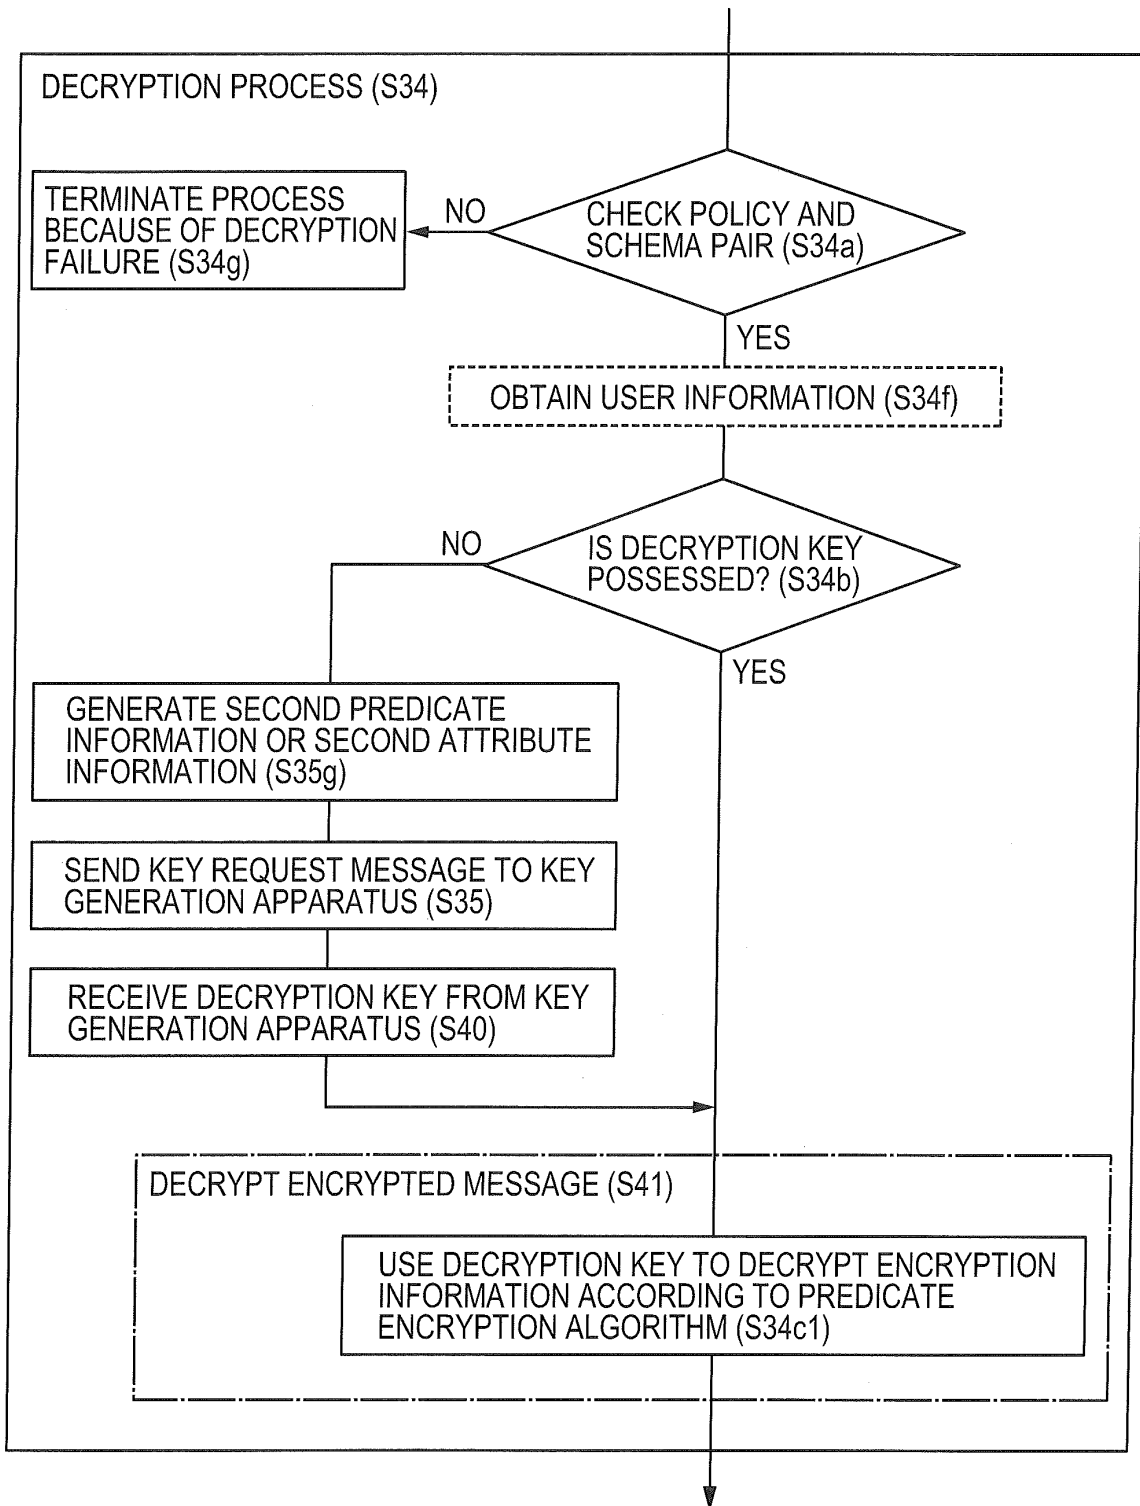 DECRYPTION PROCESS (S34)
TERMINATE PROCESS
BECAUSE OF DECRYPTION
FAILURE (S34g)
NO
CHECK POLICY AND
SCHEMA PAIR (S34a)
YES
OBTAIN USER INFORMATION (S34f)
NO
IS DECRYPTION KEY
POSSESSED? (S34b)
YES
GENERATE SECOND PREDICATE
INFORMATION OR SECOND ATTRIBUTE
INFORMATION (S35g)
SEND KEY REQUEST MESSAGE TO KEY
GENERATION APPARATUS (S35)
RECEIVE DECRYPTION KEY FROM KEY
GENERATION APPARATUS (S40)
DECRYPT ENCRYPTED MESSAGE (S41)
USE DECRYPTION KEY TO DECRYPT ENCRYPTION
INFORMATION ACCORDING TO PREDICATE
ENCRYPTION ALGORITHM (S34c1)